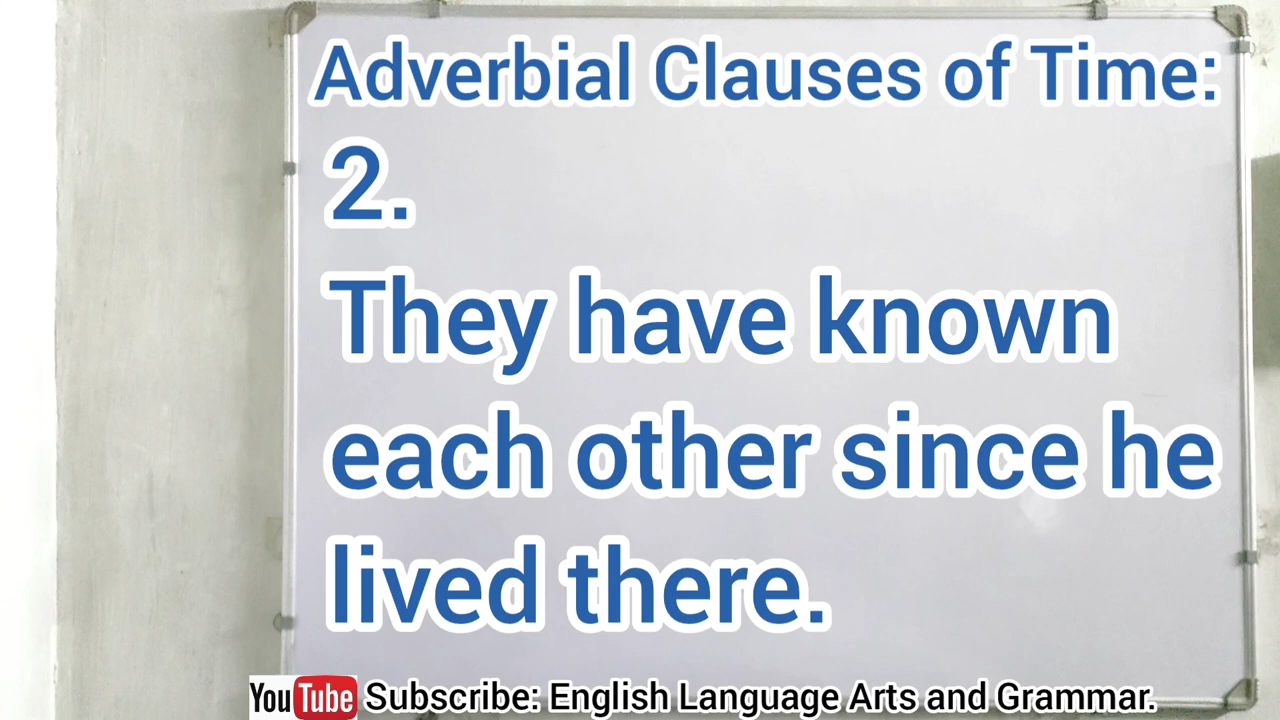 Adverbial Clauses of Time:
2.
They have known
each other since he
lived there.
YouTube Subscribe: English Language Arts and Grammar.